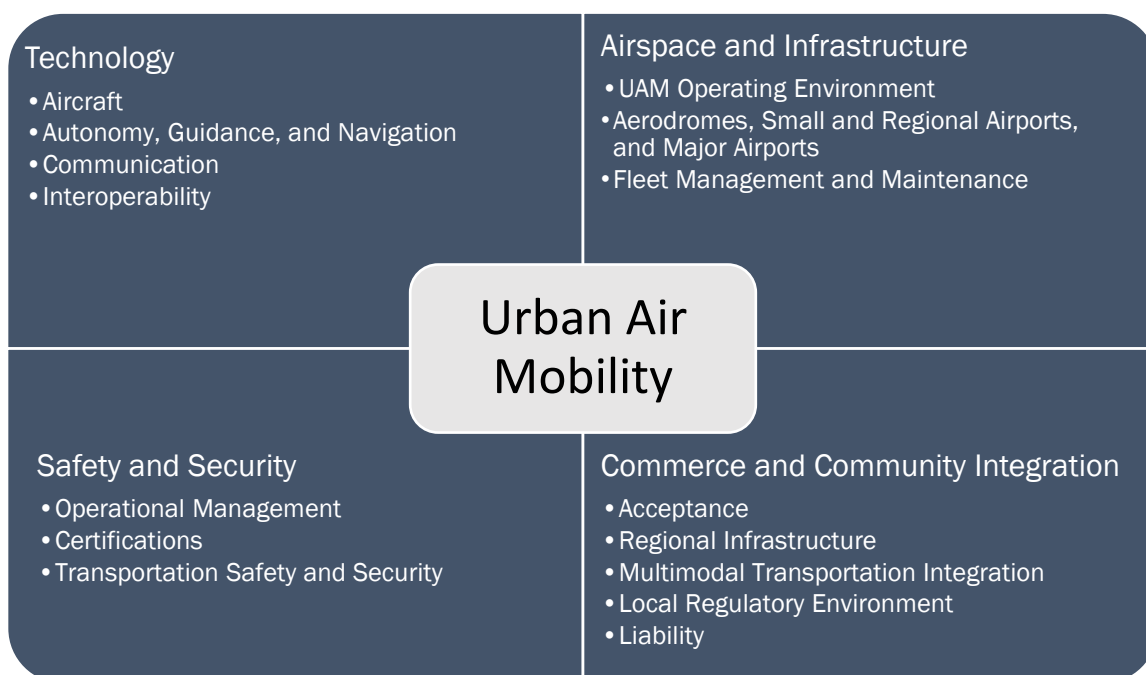 Technology
•Aircraft
•Autonomy, Guidance, and Navigation
•Communication
•Interoperability
Airspace and Infrastructure
•UAM Operating Environment
•Aerodromes, Small and Regional Airports,
and Major Airports
•Fleet Management and Maintenance
Urban Air
Mobility
Safety and Security
•Operational Management
•Certifications
•Transportation Safety and Security
Commerce and Community Integration
•Acceptance
•Regional Infrastructure
•Multimodal Transportation Integration
•Local Regulatory Environment
•Liability